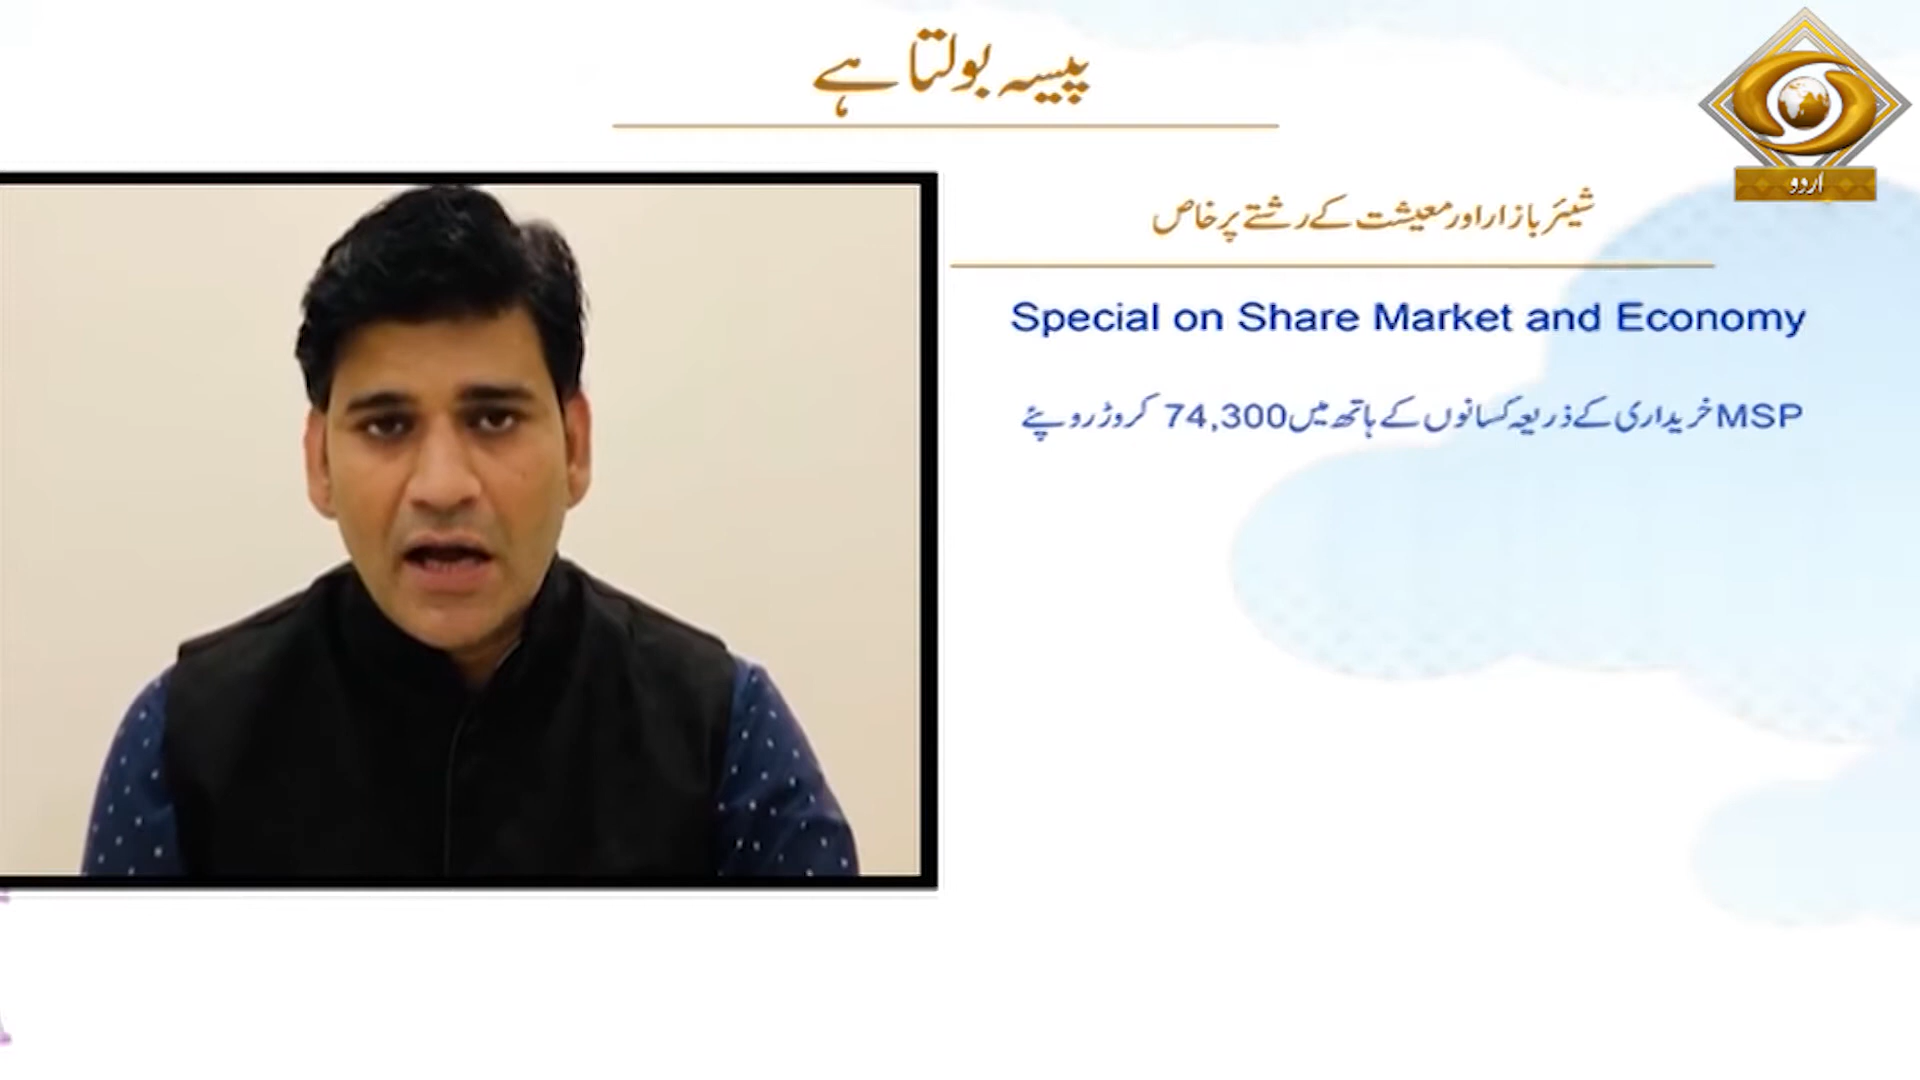 پیسہ بولتا ہے
اردو
شیئر بازار اور معیشت کے رشتے پر خاص
Special on Share Market and Economy
MSP خریداری کے ذریعہ کسانوں کے ہاتھ میں 74,300 کروڑ روپئے